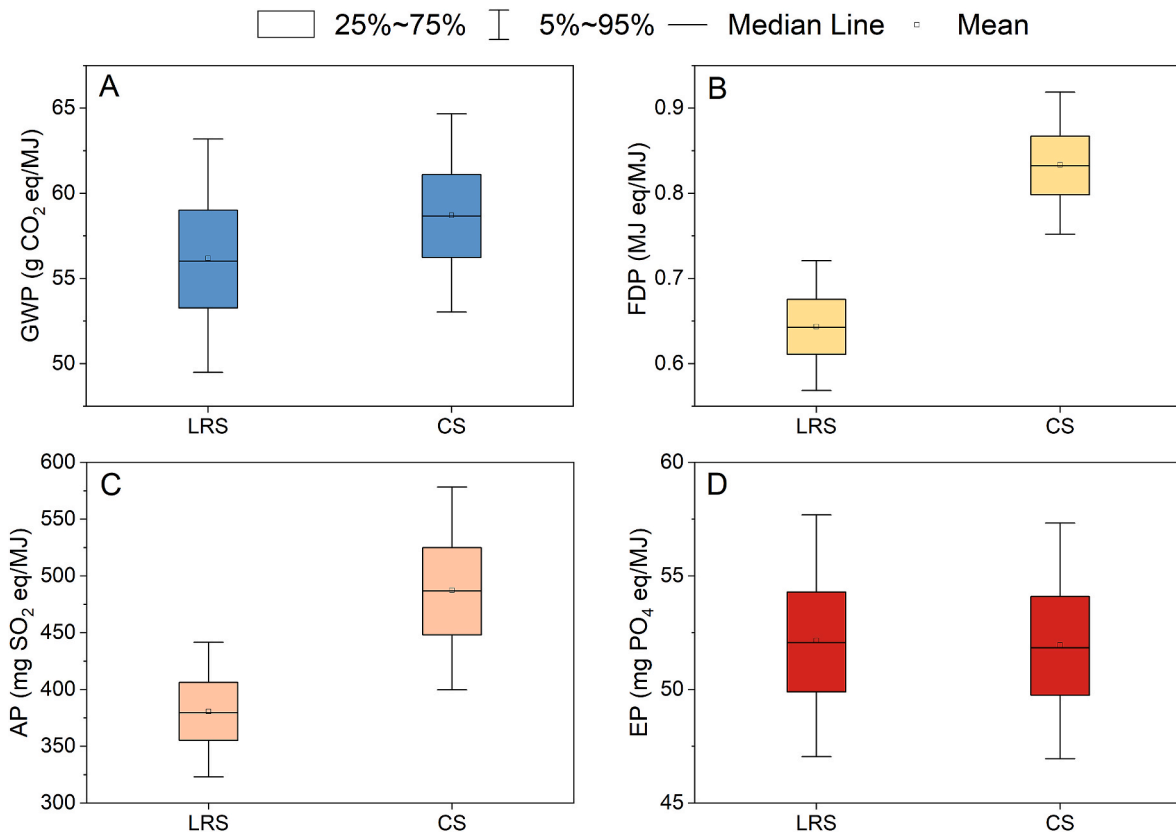 25%~75% 5%~95% Median Line Mean
A
65
60
55
50
GWP (g CO₂ eq/MJ)
LRS CS
B
0.9
0.8
0.7
0.6
FDP (MJ eq/MJ)
LRS CS
C
600
550
500
450
400
350
300
AP (mg SO₂ eq/MJ)
LRS CS
D
60
55
50
45
EP (mg PO₄ eq/MJ)
LRS CS